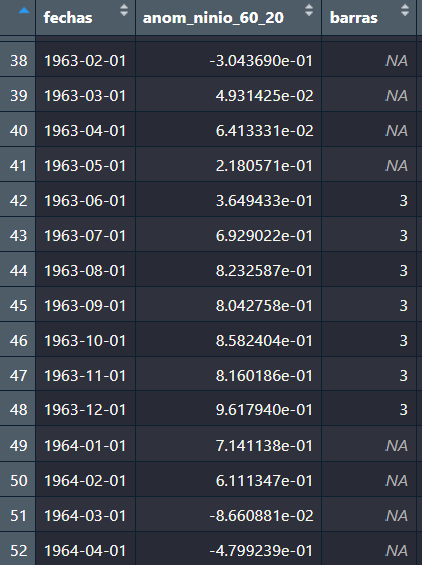 fechas anom_ninio_60_20 barras
38 1963-02-01 -3.043690e-01 NA
39 1963-03-01 4.931425e-02 NA
40 1963-04-01 6.413331e-02 NA
41 1963-05-01 2.180571e-01 NA
42 1963-06-01 3.649433e-01 3
43 1963-07-01 6.929022e-01 3
44 1963-08-01 8.232587e-01 3
45 1963-09-01 8.042758e-01 3
46 1963-10-01 8.582404e-01 3
47 1963-11-01 8.160186e-01 3
48 1963-12-01 9.617940e-01 3
49 1964-01-01 7.141138e-01 NA
50 1964-02-01 6.111347e-01 NA
51 1964-03-01 -8.660881e-02 NA
52 1964-04-01 -4.799239e-01 NA